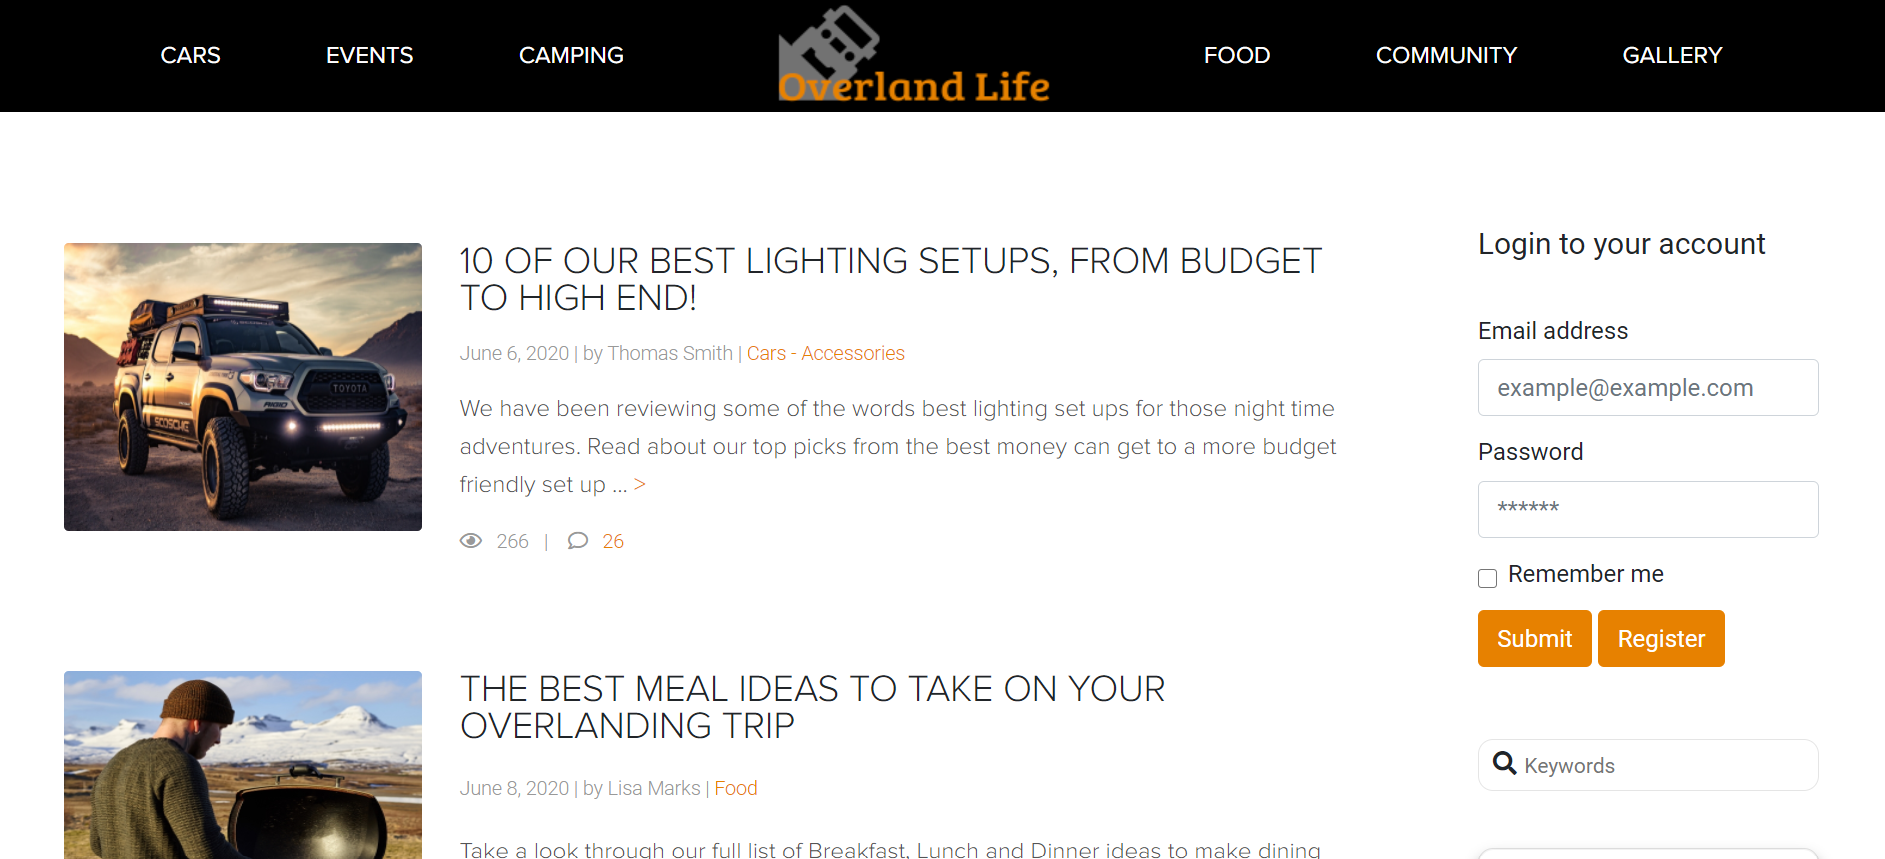 CARS
EVENTS
CAMPING
Overland Life
FOOD
COMMUNITY
GALLERY
10 OF OUR BEST LIGHTING SETUPS, FROM BUDGET
TO HIGH END!
June 6, 2020 | by Thomas Smith | Cars - Accessories
We have been reviewing some of the words best lighting set ups for those night time
adventures. Read about our top picks from the best money can get to a more budget
friendly set up ... >
266 | 26
TOYOTA
RIGID
SCOSCHE
THE BEST MEAL IDEAS TO TAKE ON YOUR
OVERLANDING TRIP
June 8, 2020 | by Lisa Marks | Food
Take a look through our full list of Breakfast, Lunch and Dinner ideas to make dining
Login to your account
Email address
example@example.com
Password
******
Remember me
Submit
Register
Keywords